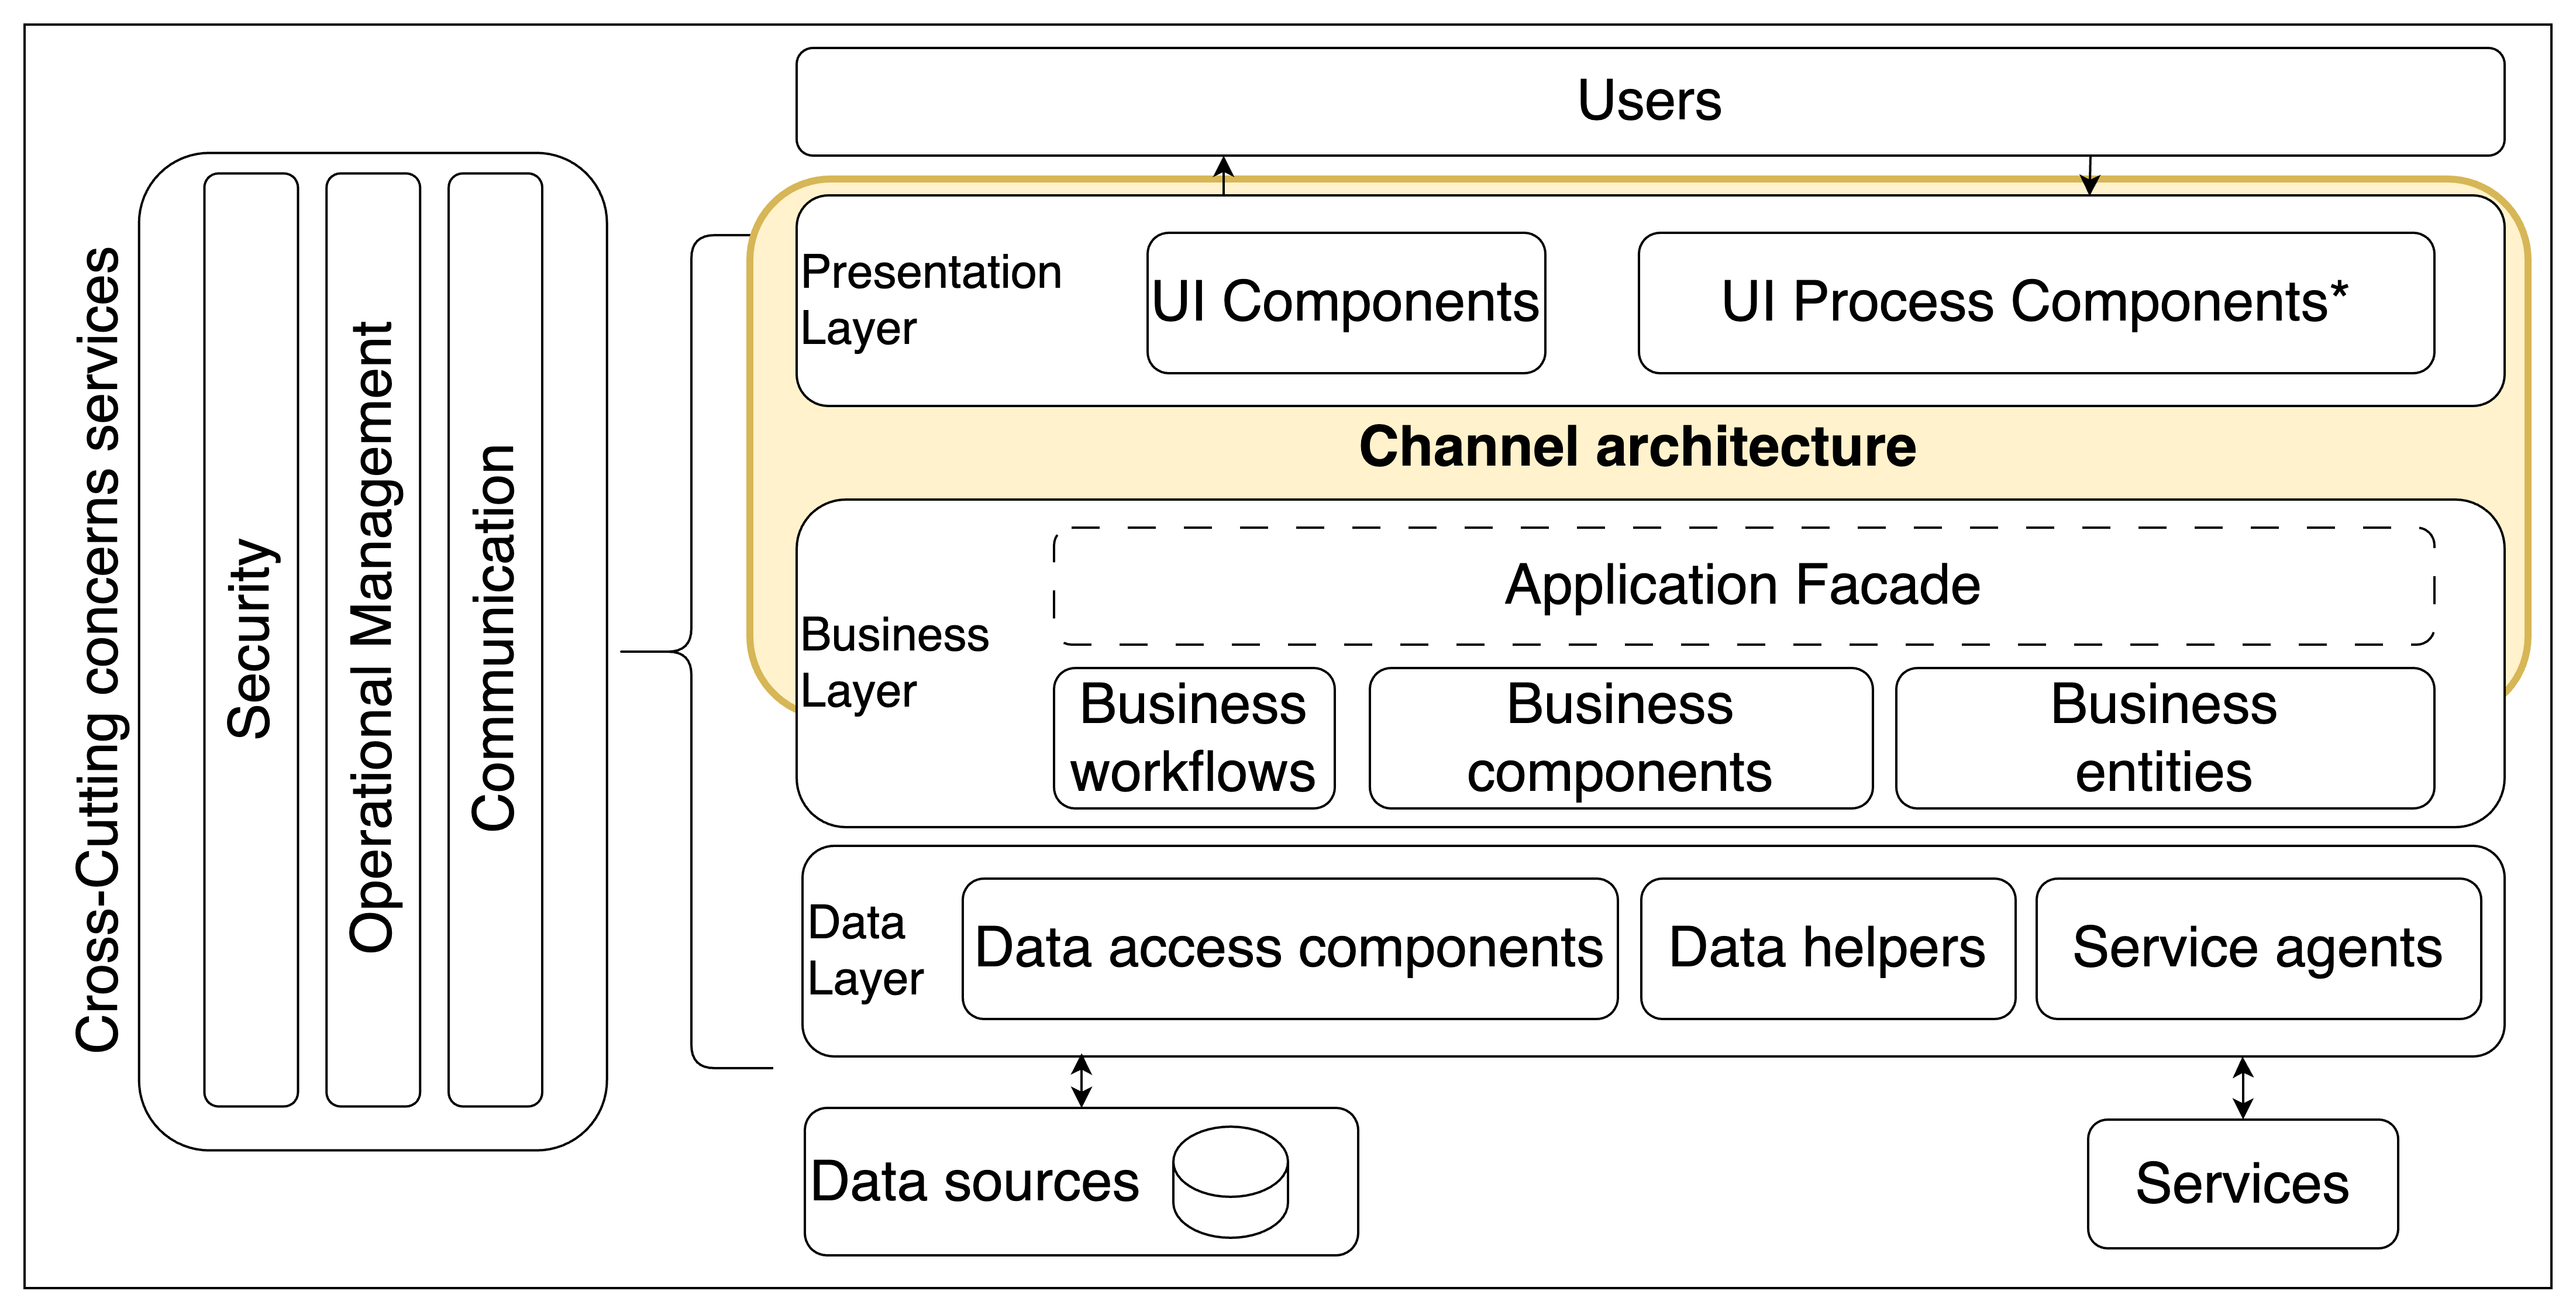 Users
Cross-Cutting concerns services
Security
Operational Management
Communication
Presentation
Layer
UI Components
UI Process Components*
Channel architecture
Business
Layer
Application Facade
Business
workflows
Business
components
Business
entities
Data
Layer
Data access components
Data helpers
Service agents
Data sources
Services